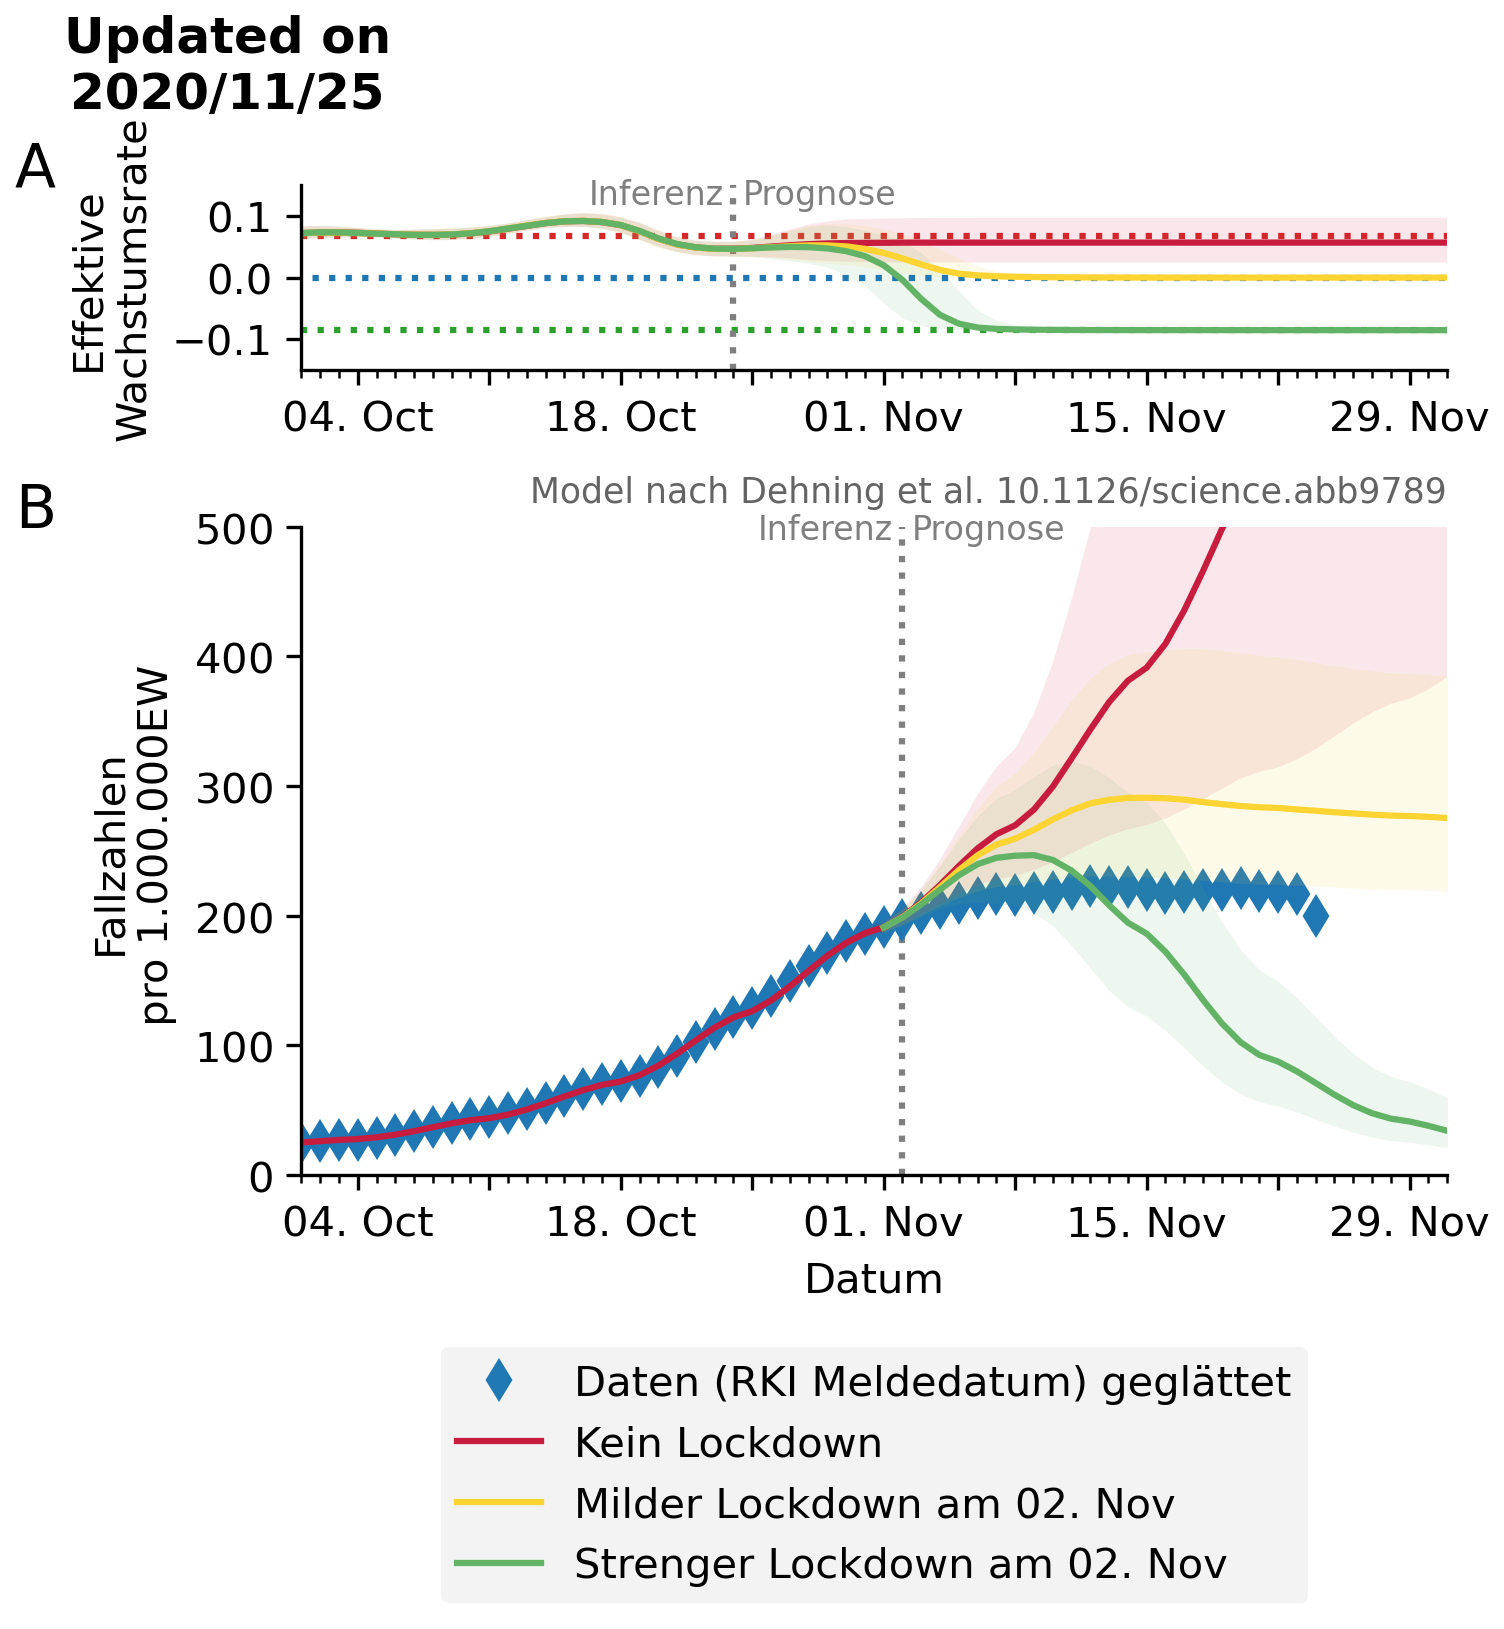 Updated on
2020/11/25
A
Effektive
Wachstumsrate
Inferenz
Prognose
0.1
0.0
−0.1
04. Oct
18. Oct
01. Nov
15. Nov
29. Nov
B
Model nach Dehning et al. 10.1126/science.abb9789
Inferenz
Prognose
Fallzahlen
pro 1.000.000EW
500
400
300
200
100
0
04. Oct
18. Oct
01. Nov
15. Nov
29. Nov
Datum
Daten (RKI Meldedatum) geglättet
Kein Lockdown
Milder Lockdown am 02. Nov
Strenger Lockdown am 02. Nov